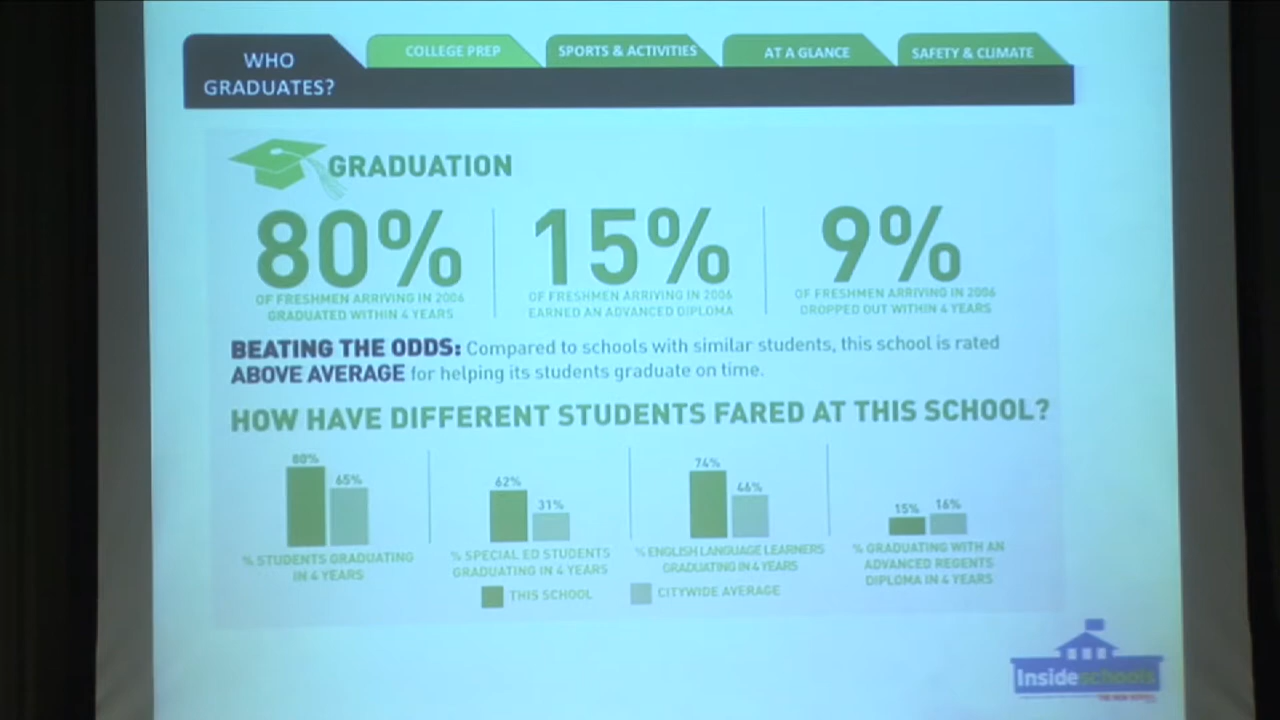 WHO
GRADUATES?
COLLEGE PREP
SPORTS & ACTIVITIES
AT A GLANCE
SAFETY & CLIMATE
GRADUATION
80%
OF FRESHMEN ARRIVING IN 2006
GRADUATED WITHIN 4 YEARS
15%
OF FRESHMEN ARRIVING IN 2006
EARNED AN ADVANCED DIPLOMA
9%
OF FRESHMEN ARRIVING IN 2006
DROPPED OUT WITHIN 4 YEARS
BEATING THE ODDS: Compared to schools with similar students, this school is rated
ABOVE AVERAGE for helping its students graduate on time.
HOW HAVE DIFFERENT STUDENTS FARED AT THIS SCHOOL?
80%
65%
% STUDENTS GRADUATING
IN 4 YEARS
62%
31%
% SPECIAL ED STUDENTS
GRADUATING IN 4 YEARS
74%
46%
% ENGLISH LANGUAGE LEARNERS
GRADUATING IN 4 YEARS
15%
16%
% GRADUATING WITH AN
ADVANCED REGENTS
DIPLOMA IN 4 YEARS
THIS SCHOOL
CITYWIDE AVERAGE
Insideschools